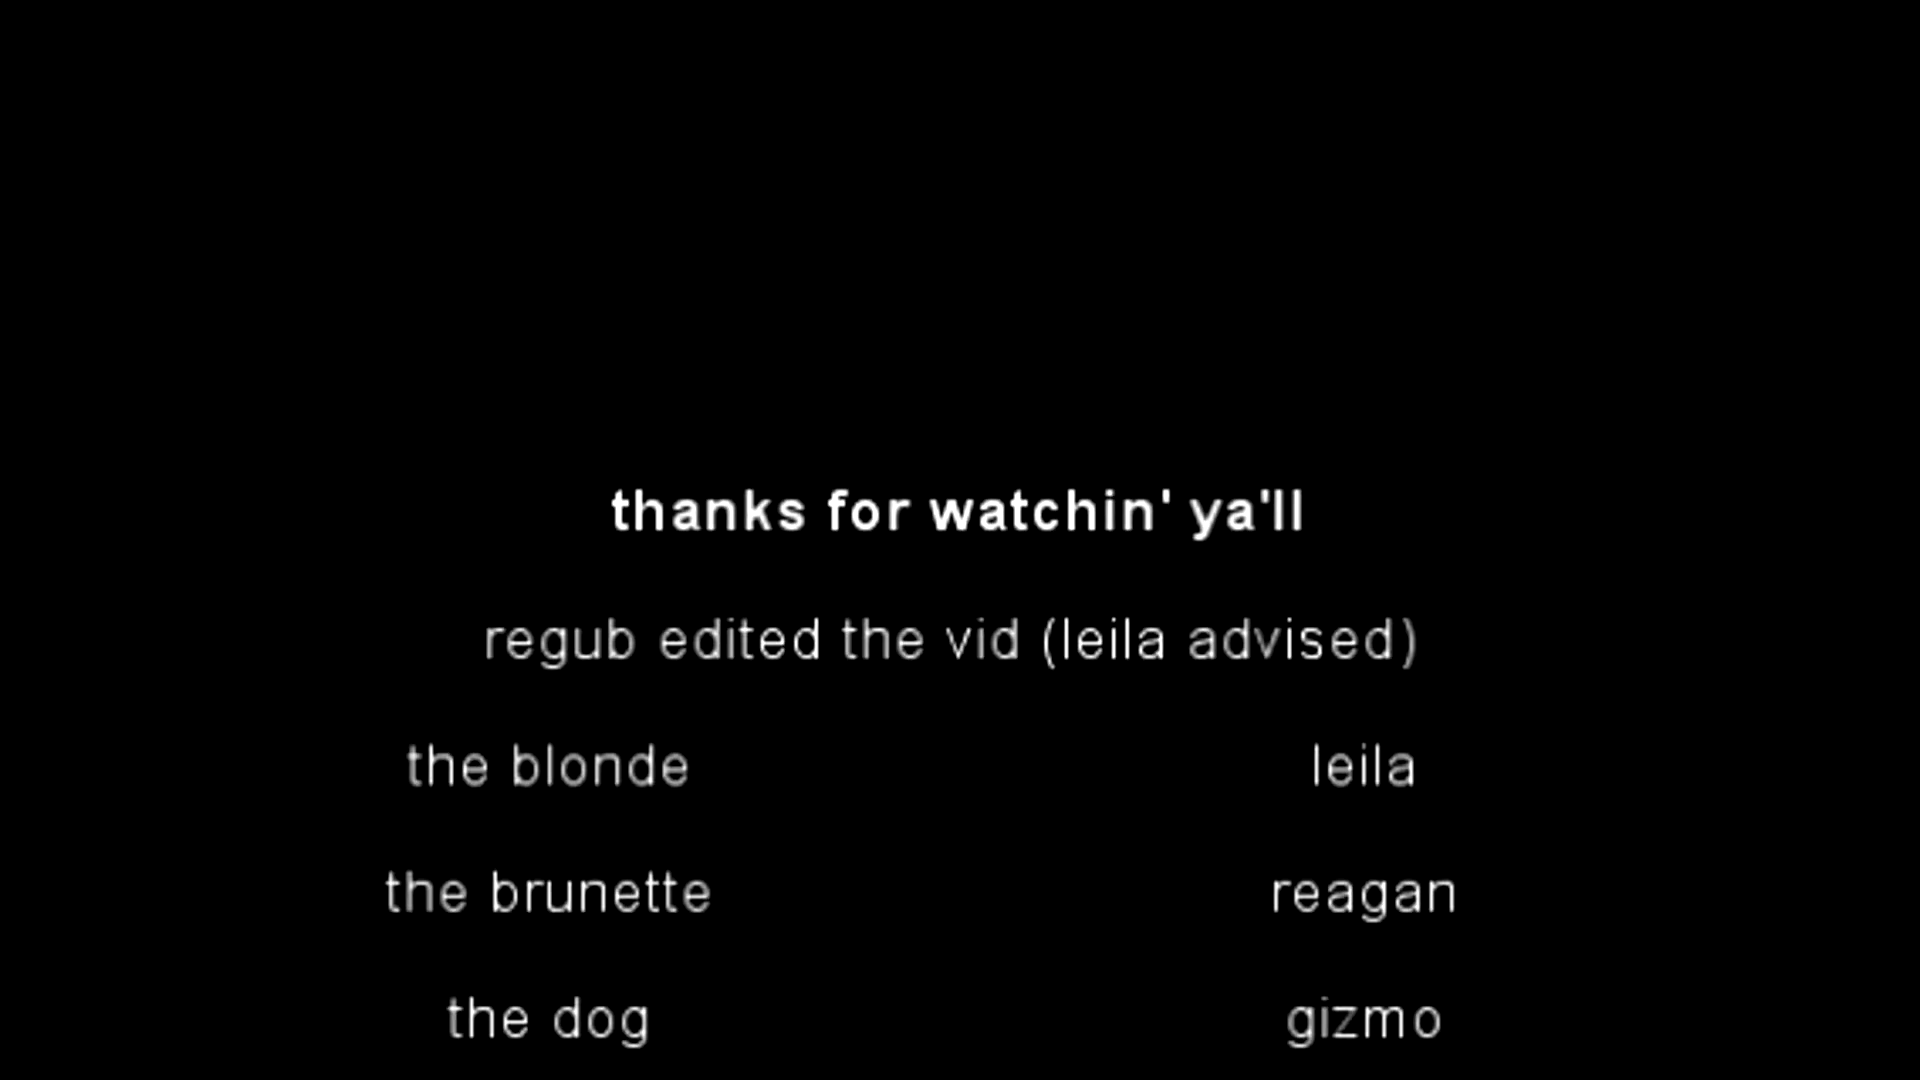 thanks for watchin' ya'll
regub edited the vid (leila advised)
the blonde leila
the brunette reagan
the dog gizmo